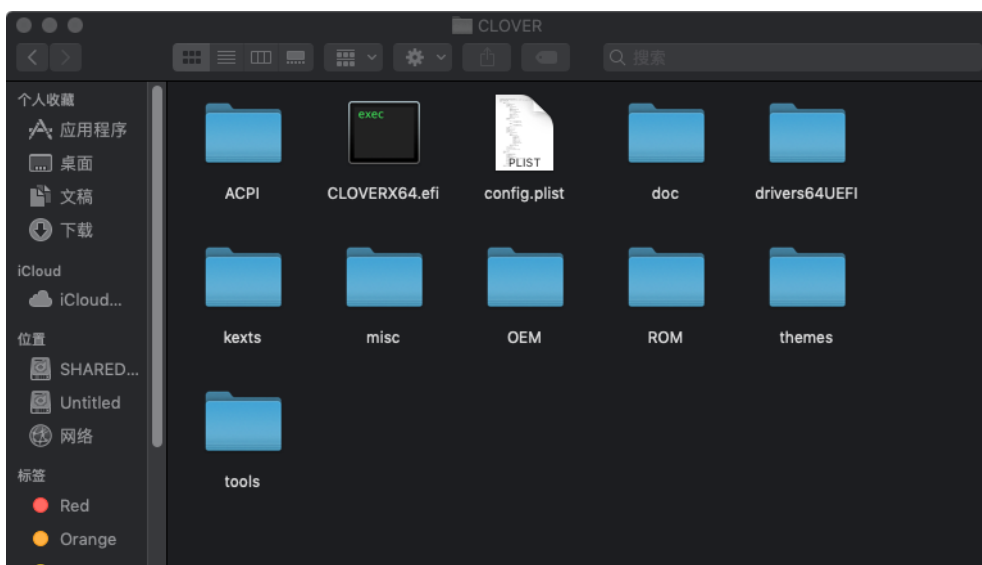 CLOVER
搜索
个人收藏
应用程序
桌面
文稿
下载
iCloud
iCloud...
位置
SHARED...
Untitled
网络
标签
Red
Orange
exec
PLIST
ACPI
CLOVERX64.efi
config.plist
doc
drivers64UEFI
kexts
misc
OEM
ROM
themes
tools